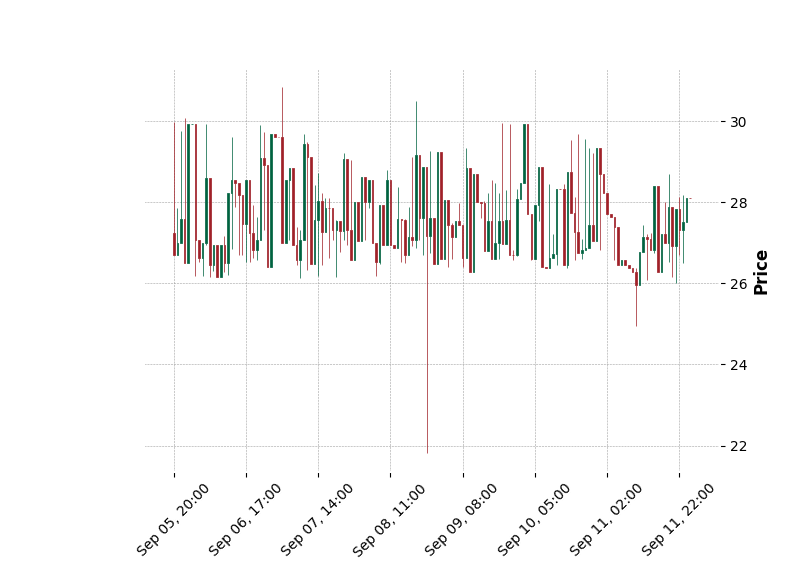 30
28
26
24
22
Price
Sep 05, 20:00
Sep 06, 17:00
Sep 07, 14:00
Sep 08, 11:00
Sep 09, 08:00
Sep 10, 05:00
Sep 11, 02:00
Sep 11, 22:00